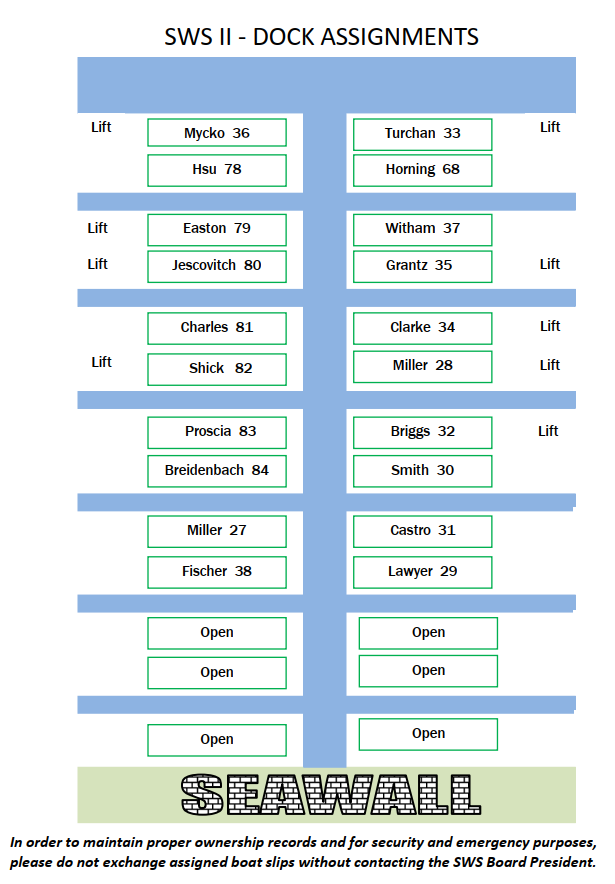 SWS II - DOCK ASSIGNMENTS
Lift Mycko 36 Turchan 33 Lift
Hsu 78 Horning 68
Lift Easton 79 Witham 37
Lift Jescovitch 80 Grantz 35 Lift
Charles 81 Clarke 34 Lift
Lift Shick 82 Miller 28 Lift
Proscia 83 Briggs 32 Lift
Breidenbach 84 Smith 30
Miller 27 Castro 31
Fischer 38 Lawyer 29
Open Open
Open Open
Open Open
SEAWALL
In order to maintain proper ownership records and for security and emergency purposes,
please do not exchange assigned boat slips without contacting the SWS Board President.